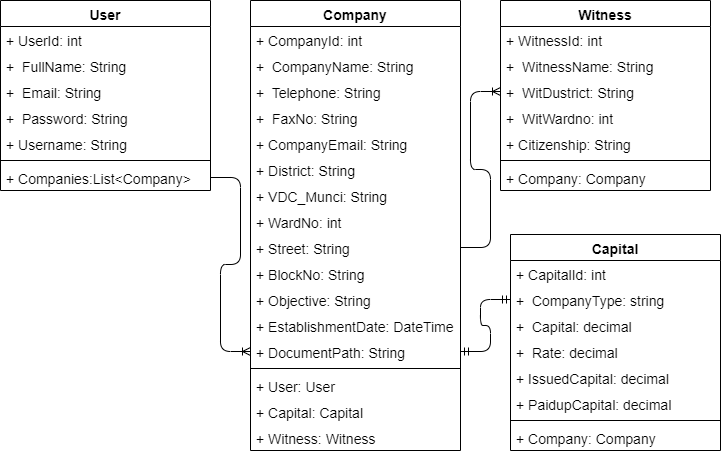 User
+ UserId: int
+ FullName: String
+ Email: String
+ Password: String
+ Username: String
+ Companies:List<Company>
Company
+ CompanyId: int
+ CompanyName: String
+ Telephone: String
+ FaxNo: String
+ CompanyEmail: String
+ District: String
+ VDC_Munci: String
+ WardNo: int
+ Street: String
+ BlockNo: String
+ Objective: String
+ EstablishmentDate: DateTime
+ DocumentPath: String
+ User: User
+ Capital: Capital
+ Witness: Witness
Witness
+ WitnessId: int
+ WitnessName: String
+ WitDustrict: String
+ WitWardno: int
+ Citizenship: String
+ Company: Company
Capital
+ CapitalId: int
+ CompanyType: string
+ Capital: decimal
+ Rate: decimal
+ IssuedCapital: decimal
+ PaidupCapital: decimal
+ Company: Company